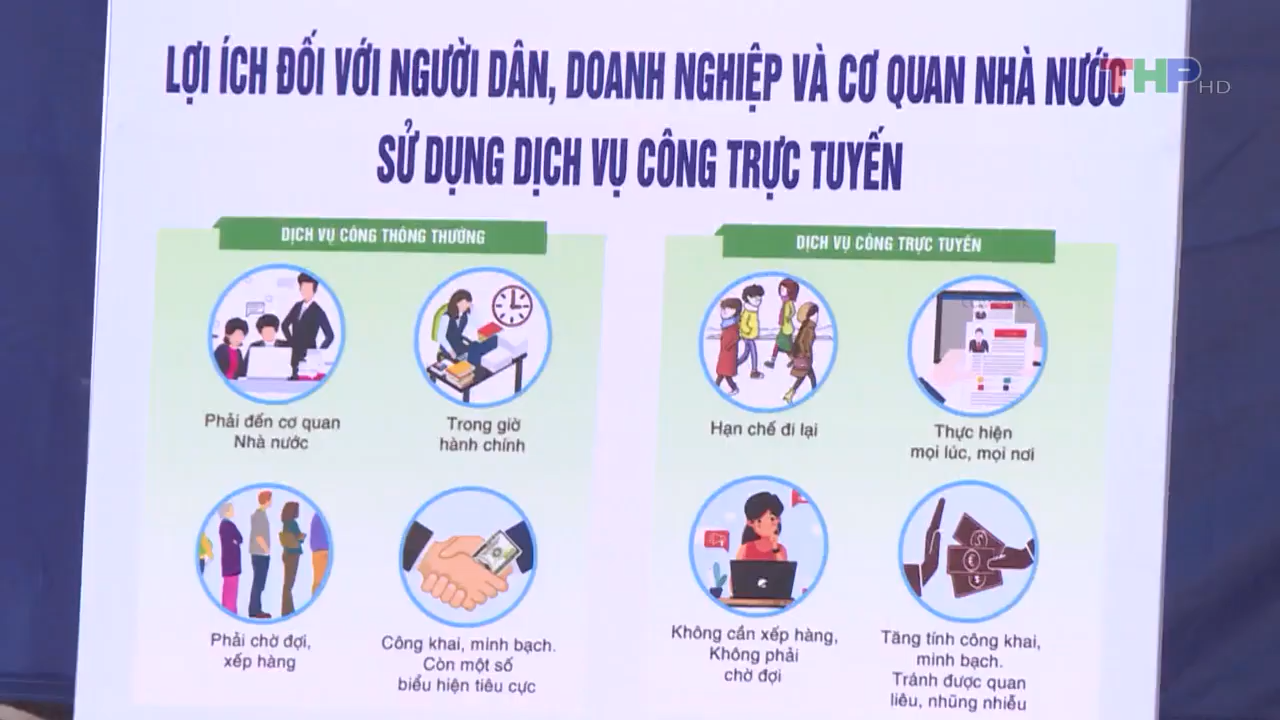 LỢI ÍCH ĐỐI VỚI NGƯỜI DÂN, DOANH NGHIỆP VÀ CƠ QUAN NHÀ NƯỚC
THP HD
SỬ DỤNG DỊCH VỤ CÔNG TRỰC TUYẾN
DỊCH VỤ CÔNG THÔNG THƯỜNG
Phải đến cơ quan
Nhà nước
Trong giờ
hành chính
Phải chờ đợi,
xếp hàng
Công khai, minh bạch.
Còn một số
biểu hiện tiêu cực
DỊCH VỤ CÔNG TRỰC TUYẾN
Hạn chế đi lại
Thực hiện
mọi lúc, mọi nơi
Không cần xếp hàng,
Không phải
chờ đợi
Tăng tính công khai,
minh bạch.
Tránh được quan
liêu, nhũng nhiễu